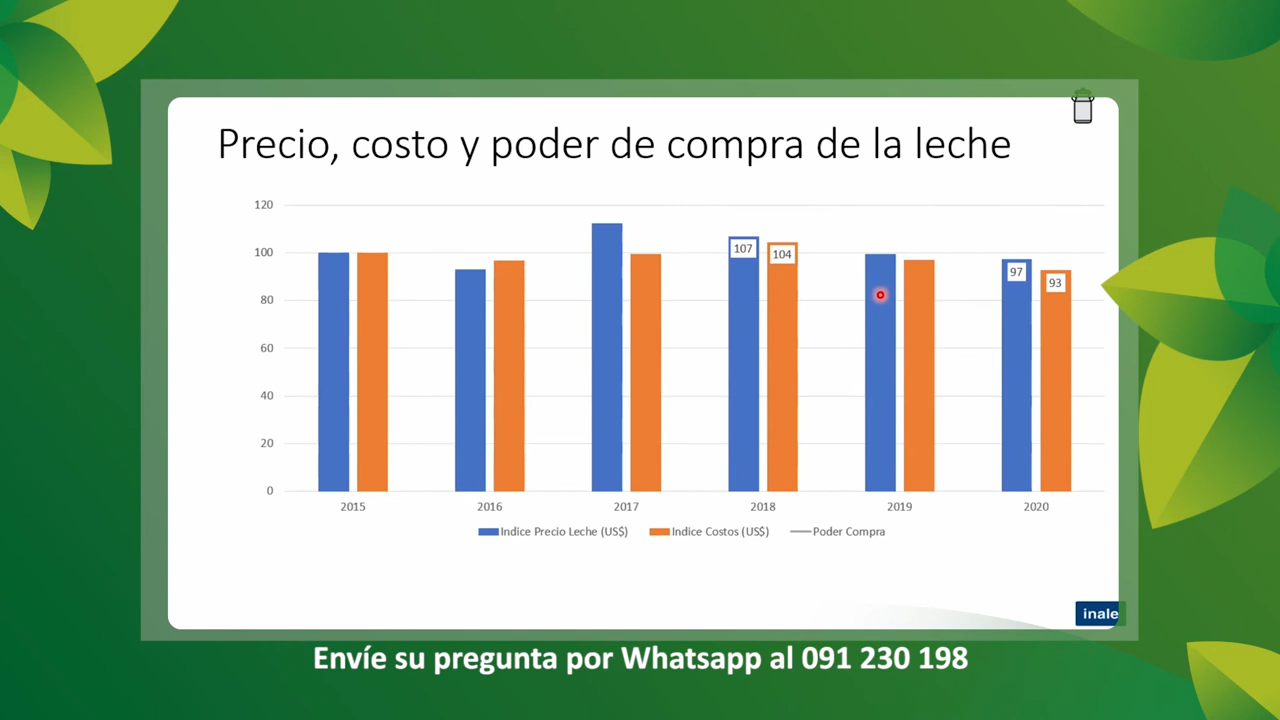 Precio, costo y poder de compra de la leche
120
100
80
60
40
20
0
107
104
97
93
2015 2016 2017 2018 2019 2020
Indice Precio Leche (US$) Indice Costos (US$) Poder Compra
inale
Envíe su pregunta por Whatsapp al 091 230 198